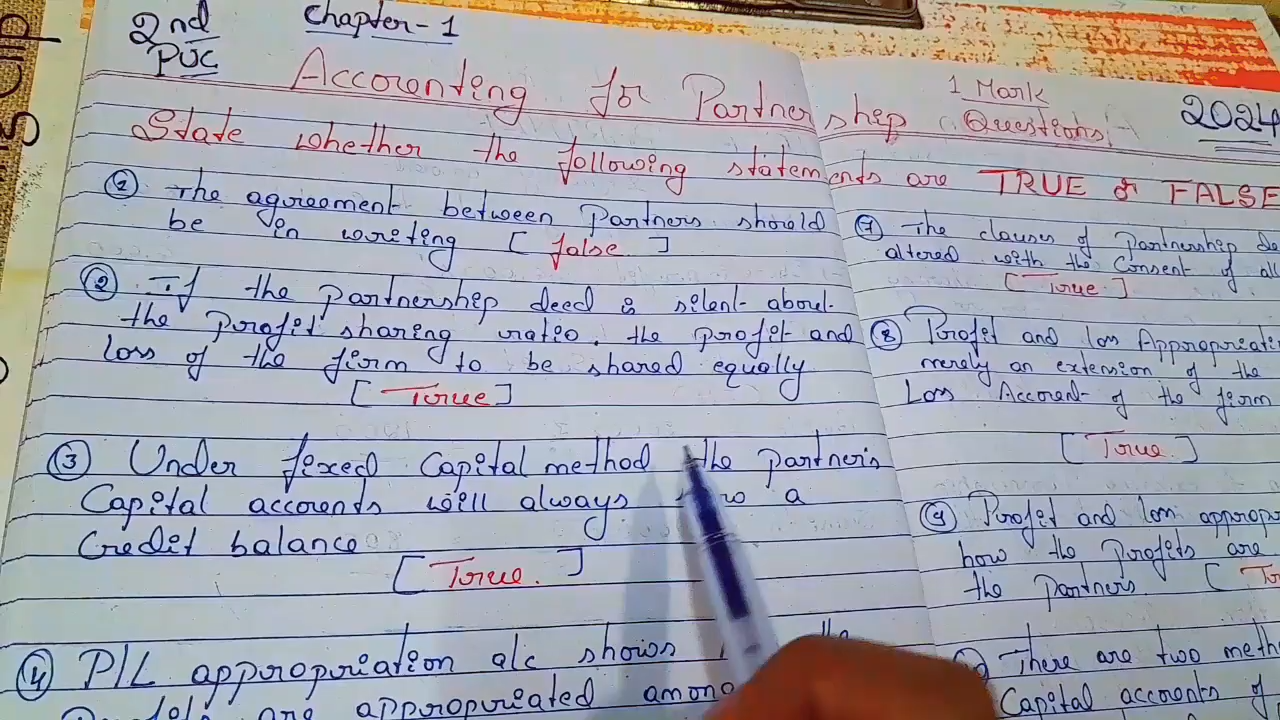 2nd
PUC
Chapter-1
Accounting for Partnership
1 Mark
Questions
2024
State whether the following statements are TRUE or FALSE
① The agreement between Partners should
be in writing [ false ]
② If the partnership deed is silent about
the Profit sharing ratio, the profit and
loss of the firm to be shared equally
[ True ]
③ Under fixed Capital method the partner's
Capital accounts will always a
Credit balance
[ True. ]
④ P/L appropriation a/c shows
are appropriated among
⑦ The clauses of Partnership
altered with the Consent of all
[ True ]
⑧ Profit and loss
merely an extension of the
Loss Account of the firm
[ True ]
⑨ Profit and loss
how the Profits are
the Partners. [
There are two
Capital accounts of